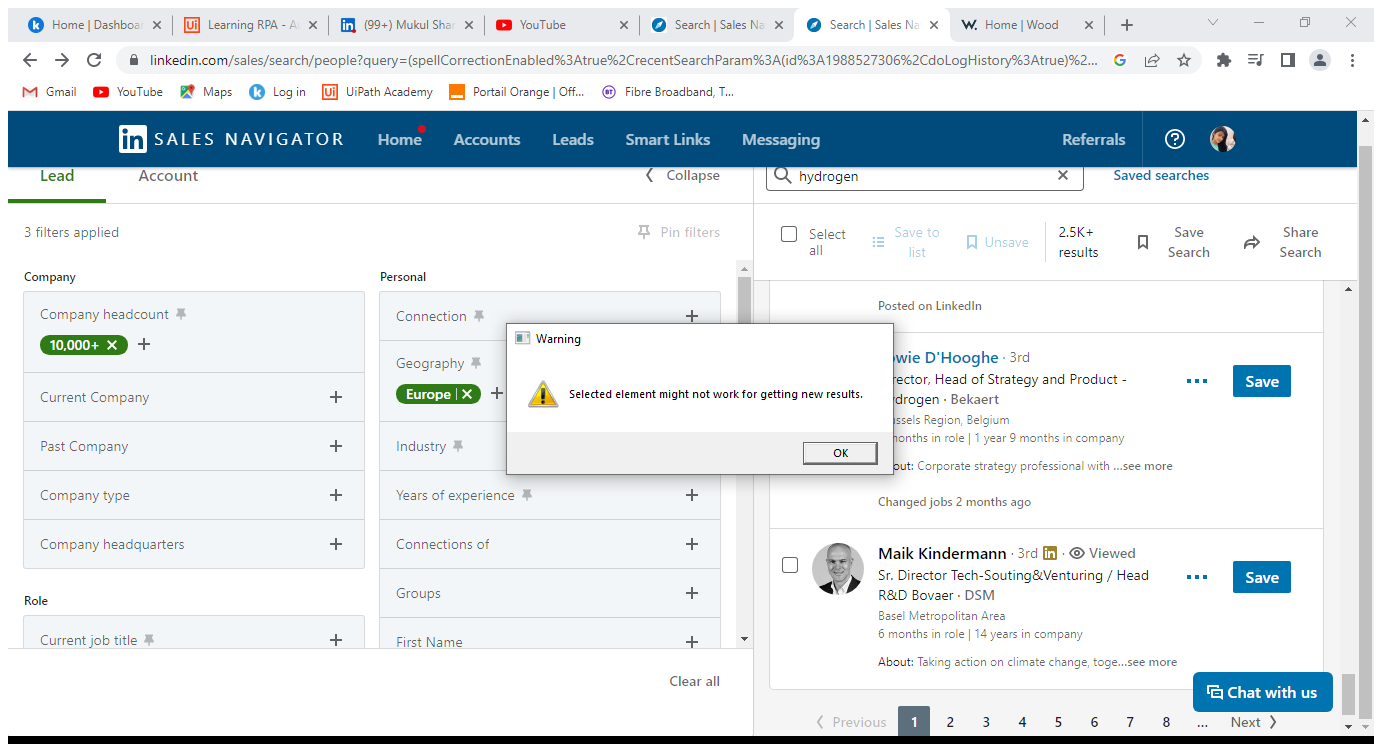 Home | Dashboar
Learning RPA - Au
(99+) Mukul Shar
YouTube
Search | Sales Na
Search | Sales Na
W. Home | Wood
linkedin.com/sales/search/people?query=(spellCorrectionEnabled%3Atrue%2CrecentSearchParam%3A(id%3A1988527306%2CdoLogHistory%3Atrue)%2...
Gmail
YouTube
Maps
Log in
UiPath Academy
Portail Orange | Off...
Fibre Broadband, T...
in SALES NAVIGATOR
Home
Accounts
Leads
Smart Links
Messaging
Referrals
Lead
Account
Collapse
hydrogen
Saved searches
3 filters applied
Pin filters
Select
all
Save to
list
Unsave
2.5K+
results
Save
Search
Share
Search
Company
Company headcount
10,000+
Current Company
Past Company
Company type
Company headquarters
Role
Current job title
Personal
Connection
Geography
Europe
Industry
Years of experience
Connections of
Groups
First Name
Clear all
Warning
Selected element might not work for getting new results.
OK
Posted on LinkedIn
wie D'Hooghe · 3rd
rector, Head of Strategy and Product -
ydrogen · Bekaert
ussels Region, Belgium
onths in role | 1 year 9 months in company
out: Corporate strategy professional with ...see more
Changed jobs 2 months ago
Save
Maik Kindermann · 3rd in · Viewed
Sr. Director Tech-Souting&Venturing / Head
R&D Bovaer · DSM
Basel Metropolitan Area
6 months in role | 14 years in company
About: Taking action on climate change, toge...see more
Save
Chat with us
Previous 1 2 3 4 5 6 7 8 ... Next